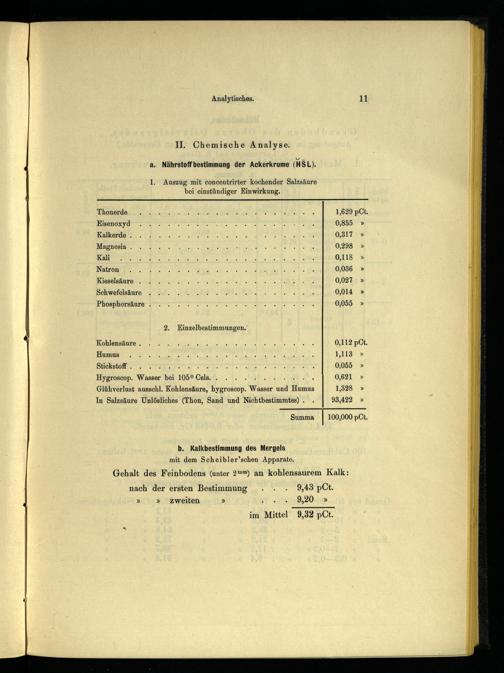 Analytisches. 11
II. Chemische Analyse.
a. Nährstoffbestimmung der Ackerkrume (ȞS̆L).
1. Auszug mit concentrirter kochender Salzsäure
bei einstündiger Einwirkung.
Thonerde . . . . . . . . . . . . . . . . . 1,629 pCt.
Eisenoxyd . . . . . . . . . . . . . . . . . 0,855 »
Kalkerde . . . . . . . . . . . . . . . . . 0,317 »
Magnesia . . . . . . . . . . . . . . . . . 0,298 »
Kali . . . . . . . . . . . . . . . . . 0,118 »
Natron . . . . . . . . . . . . . . . . . 0,036 »
Kieselsäure . . . . . . . . . . . . . . . . . 0,027 »
Schwefelsäure . . . . . . . . . . . . . . . . 0,014 »
Phosphorsäure . . . . . . . . . . . . . . . . 0,055 »
2. Einzelbestimmungen.
Kohlensäure . . . . . . . . . . . . . . . . . 0,112 pCt.
Humus . . . . . . . . . . . . . . . . . 1,113 »
Stickstoff . . . . . . . . . . . . . . . . . 0,055 »
Hygroscop. Wasser bei 105° Cels. . . . . . . . . . 0,621 »
Glühverlust ausschl. Kohlensäure, hygroscop. Wasser und Humus 1,328 »
In Salzsäure Unlösliches (Thon, Sand und Nichtbestimmtes) . . 93,422 »
Summa 100,000 pCt.
b. Kalkbestimmung des Mergels
mit dem Scheibler'schen Apparate.
Gehalt des Feinbodens (unter 2mm) an kohlensaurem Kalk:
nach der ersten Bestimmung . . . 9,43 pCt.
» » zweiten » . . . 9,20 »
im Mittel 9,32 pCt.